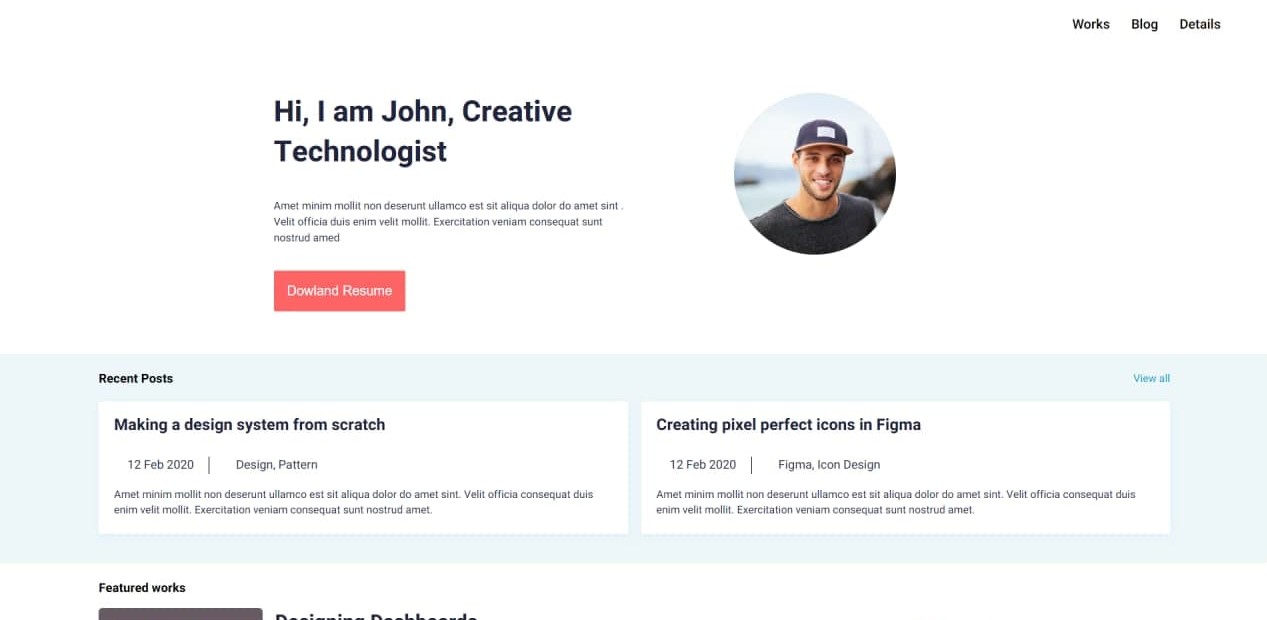 Works Blog Details
Hi, I am John, Creative
Technologist
Amet minim mollit non deserunt ullamco est sit aliqua dolor do amet sint .
Velit officia duis enim velit mollit. Exercitation veniam consequat sunt
nostrud amed
Dowland Resume
Recent Posts
View all
Making a design system from scratch
12 Feb 2020 | Design, Pattern
Amet minim mollit non deserunt ullamco est sit aliqua dolor do amet sint. Velit officia consequat duis
enim velit mollit. Exercitation veniam consequat sunt nostrud amet.
Creating pixel perfect icons in Figma
12 Feb 2020 | Figma, Icon Design
Amet minim mollit non deserunt ullamco est sit aliqua dolor do amet sint. Velit officia consequat duis
enim velit mollit. Exercitation veniam consequat sunt nostrud amet.
Featured works
Designing Dashboards